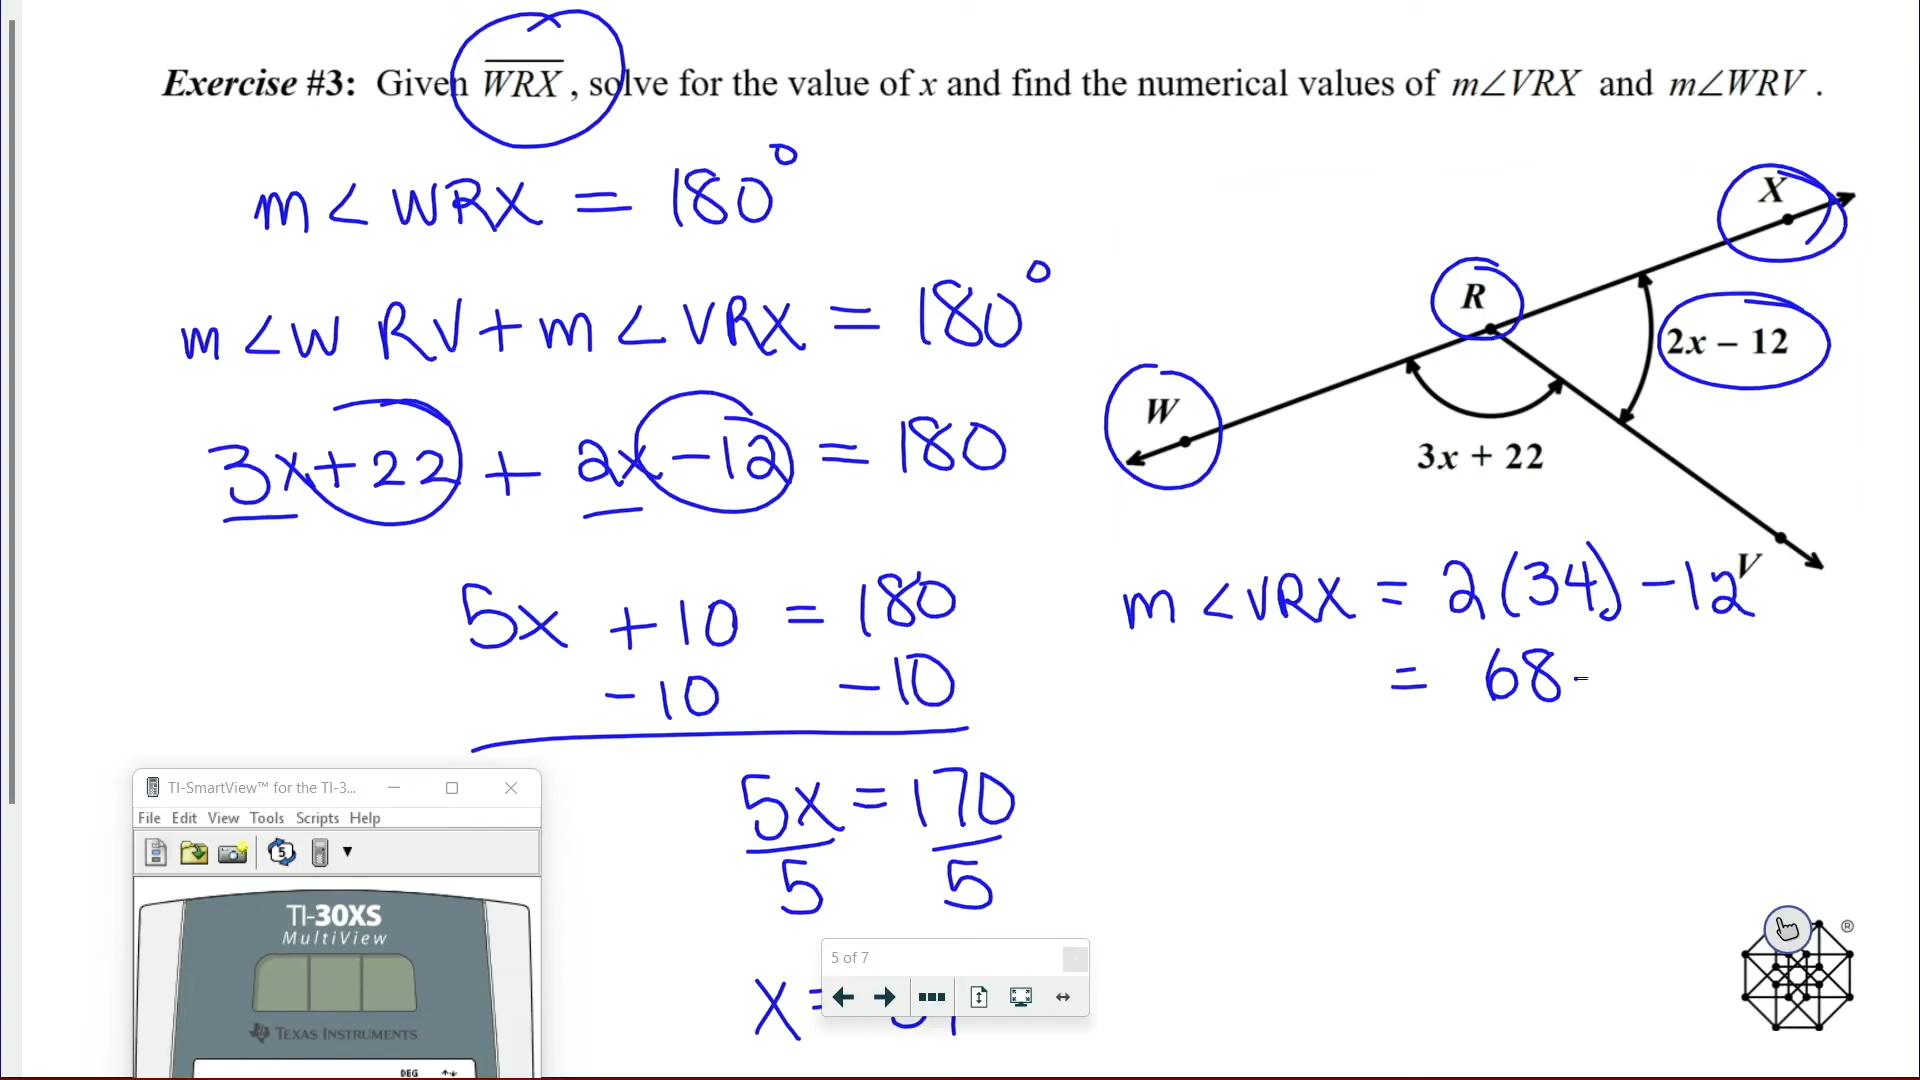 Exercise #3: Given WRX, solve for the value of x and find the numerical values of m∠VRX and m∠WRV.
m∠WRX = 180°
m∠WRV + m∠VRX = 180°
3x+22 + 2x-12 = 180
5x + 10 = 180
-10 -10
5x = 170
5 5
x =
X
R
2x – 12
W
3x + 22
V
m∠VRX = 2(34) - 12
= 68 -
TI-SmartView™ for the TI-3...
File Edit View Tools Scripts Help
5
TI-30XS
MultiView
TEXAS INSTRUMENTS
DEG
5 of 7
®